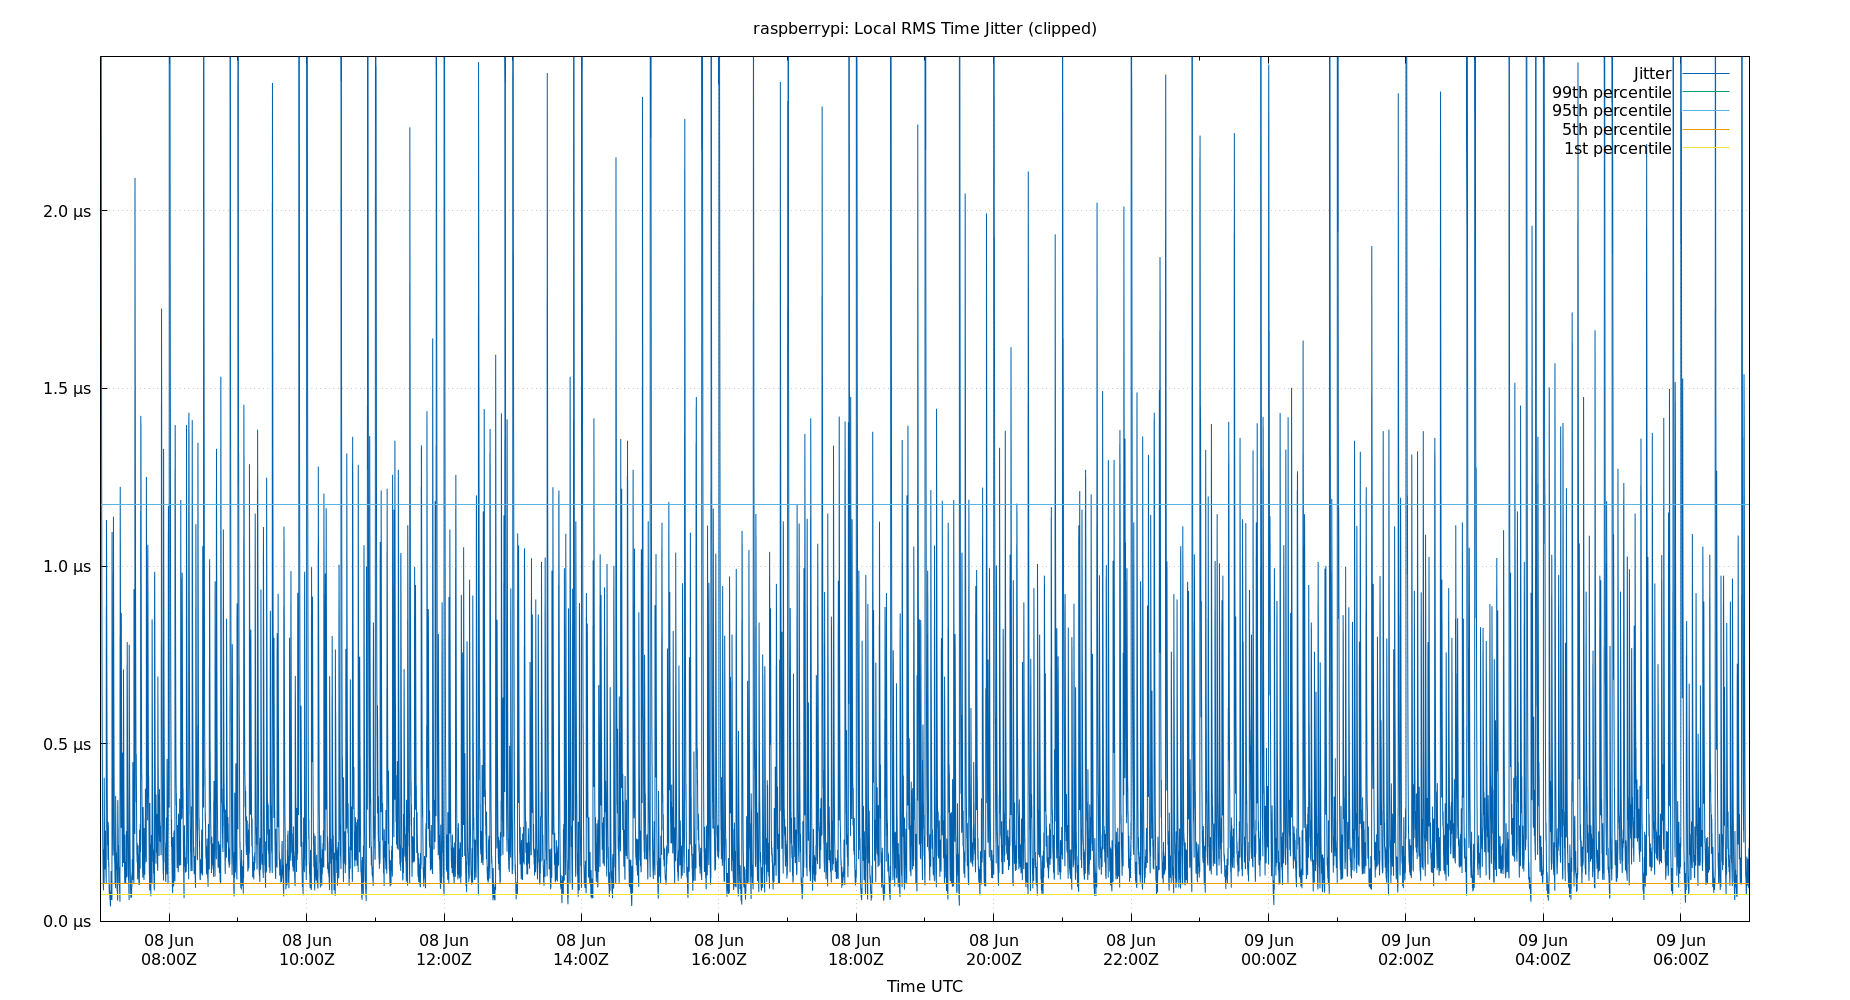 raspberrypi: Local RMS Time Jitter (clipped)
Jitter
99th percentile
95th percentile
5th percentile
1st percentile
2.0 µs
1.5 µs
1.0 µs
0.5 µs
0.0 µs
08 Jun 08 Jun 08 Jun 08 Jun 08 Jun 08 Jun 08 Jun 08 Jun 09 Jun 09 Jun 09 Jun 09 Jun
08:00Z 10:00Z 12:00Z 14:00Z 16:00Z 18:00Z 20:00Z 22:00Z 00:00Z 02:00Z 04:00Z 06:00Z
Time UTC